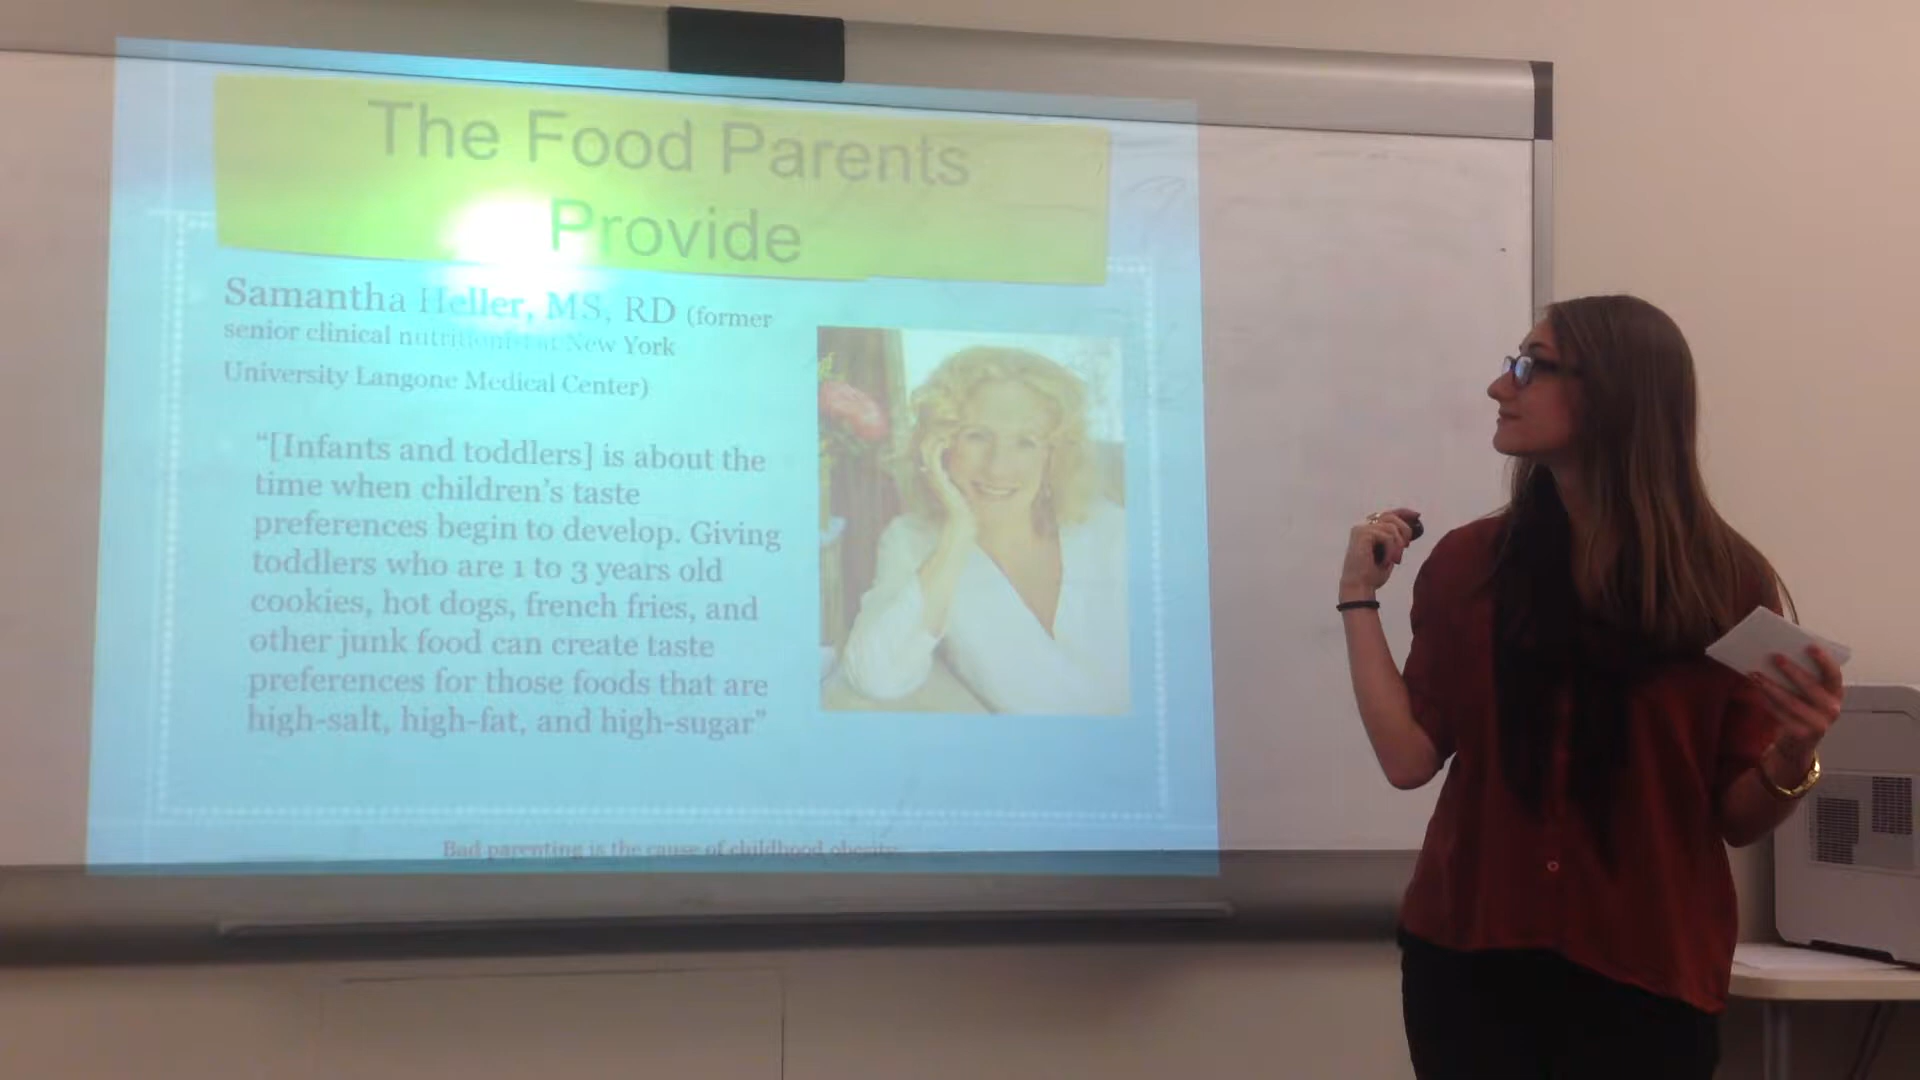 The Food Parents
Provide
Samantha Heller, MS, RD (former
senior clinical nutritionist at New York
University Langone Medical Center)
“[Infants and toddlers] is about the
time when children’s taste
preferences begin to develop. Giving
toddlers who are 1 to 3 years old
cookies, hot dogs, french fries, and
other junk food can create taste
preferences for those foods that are
high-salt, high-fat, and high-sugar”
Bad parenting is the cause of childhood obesity